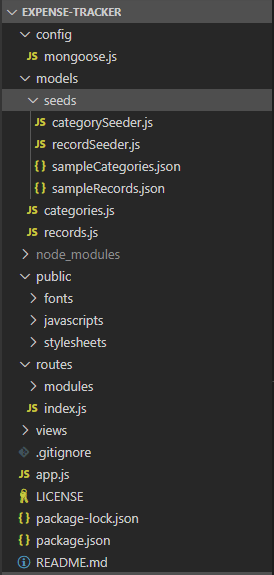 EXPENSE-TRACKER
config
JS mongoose.js
models
seeds
JS categorySeeder.js
JS recordSeeder.js
{} sampleCategories.json
{} sampleRecords.json
JS categories.js
JS records.js
node_modules
public
fonts
javascripts
stylesheets
routes
modules
JS index.js
views
.gitignore
JS app.js
LICENSE
{} package-lock.json
{} package.json
README.md